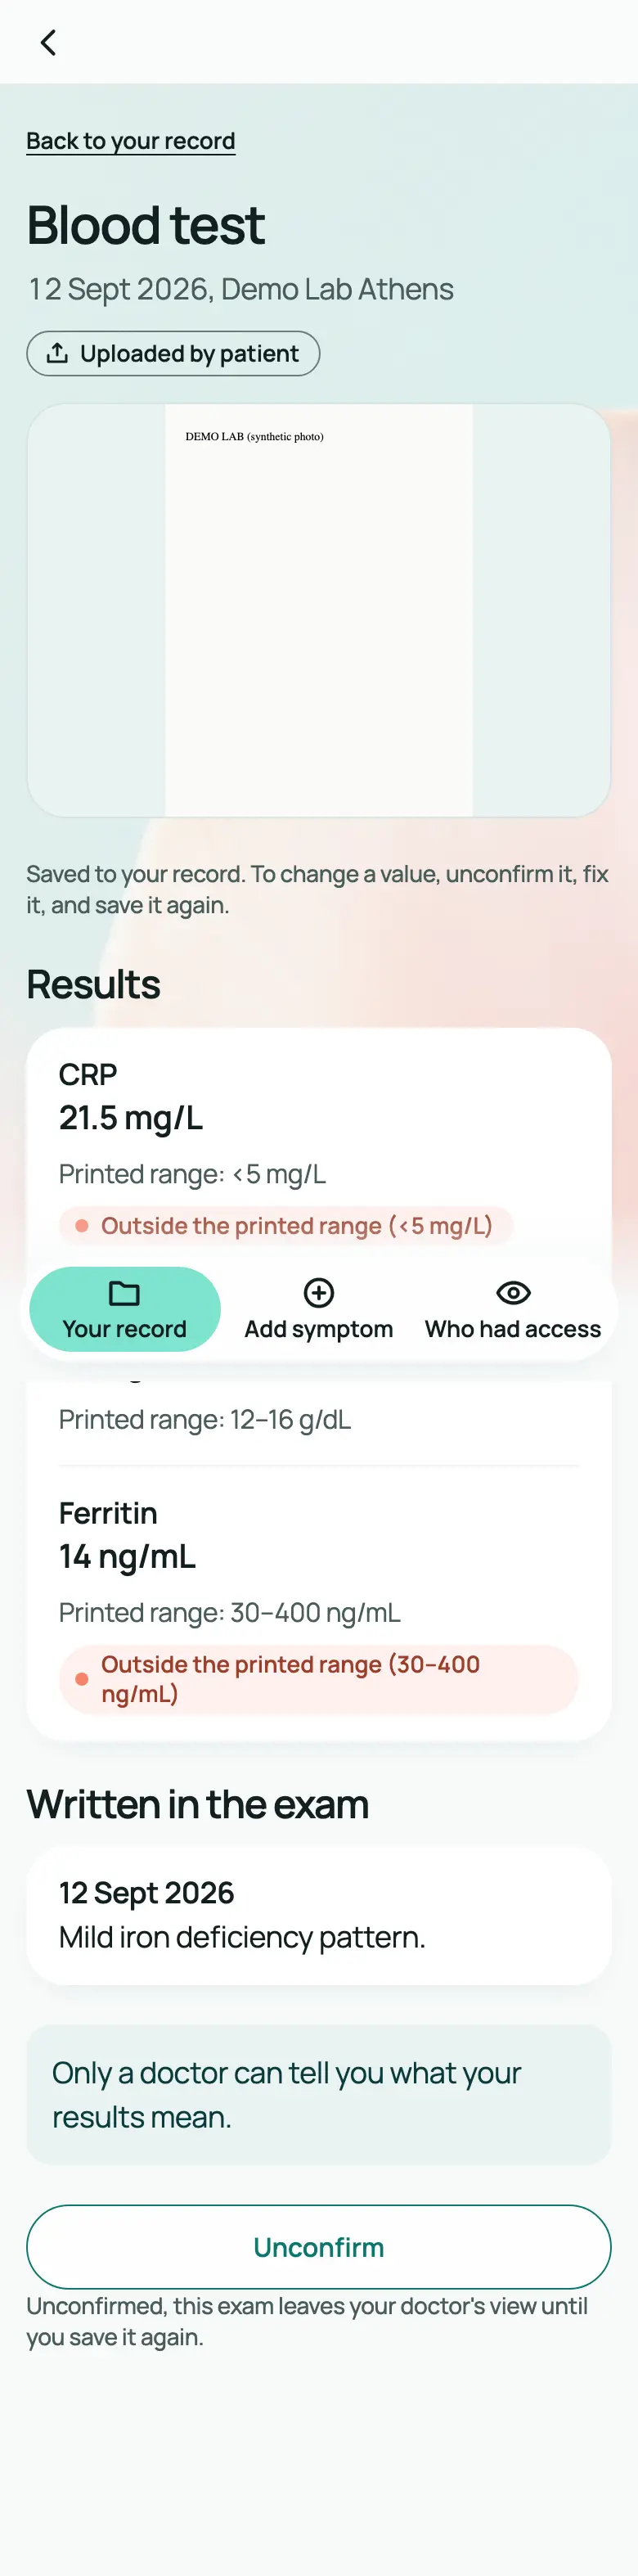 Back to your record
Blood test
12 Sept 2026, Demo Lab Athens
Uploaded by patient
DEMO LAB (synthetic photo)
Saved to your record. To change a value, unconfirm it, fix
it, and save it again.
Results
CRP
21.5 mg/L
Printed range: <5 mg/L
Outside the printed range (<5 mg/L)
Your record
Add symptom
Who had access
Printed range: 12–16 g/dL
Ferritin
14 ng/mL
Printed range: 30–400 ng/mL
Outside the printed range (30–400
ng/mL)
Written in the exam
12 Sept 2026
Mild iron deficiency pattern.
Only a doctor can tell you what your
results mean.
Unconfirm
Unconfirmed, this exam leaves your doctor's view until
you save it again.